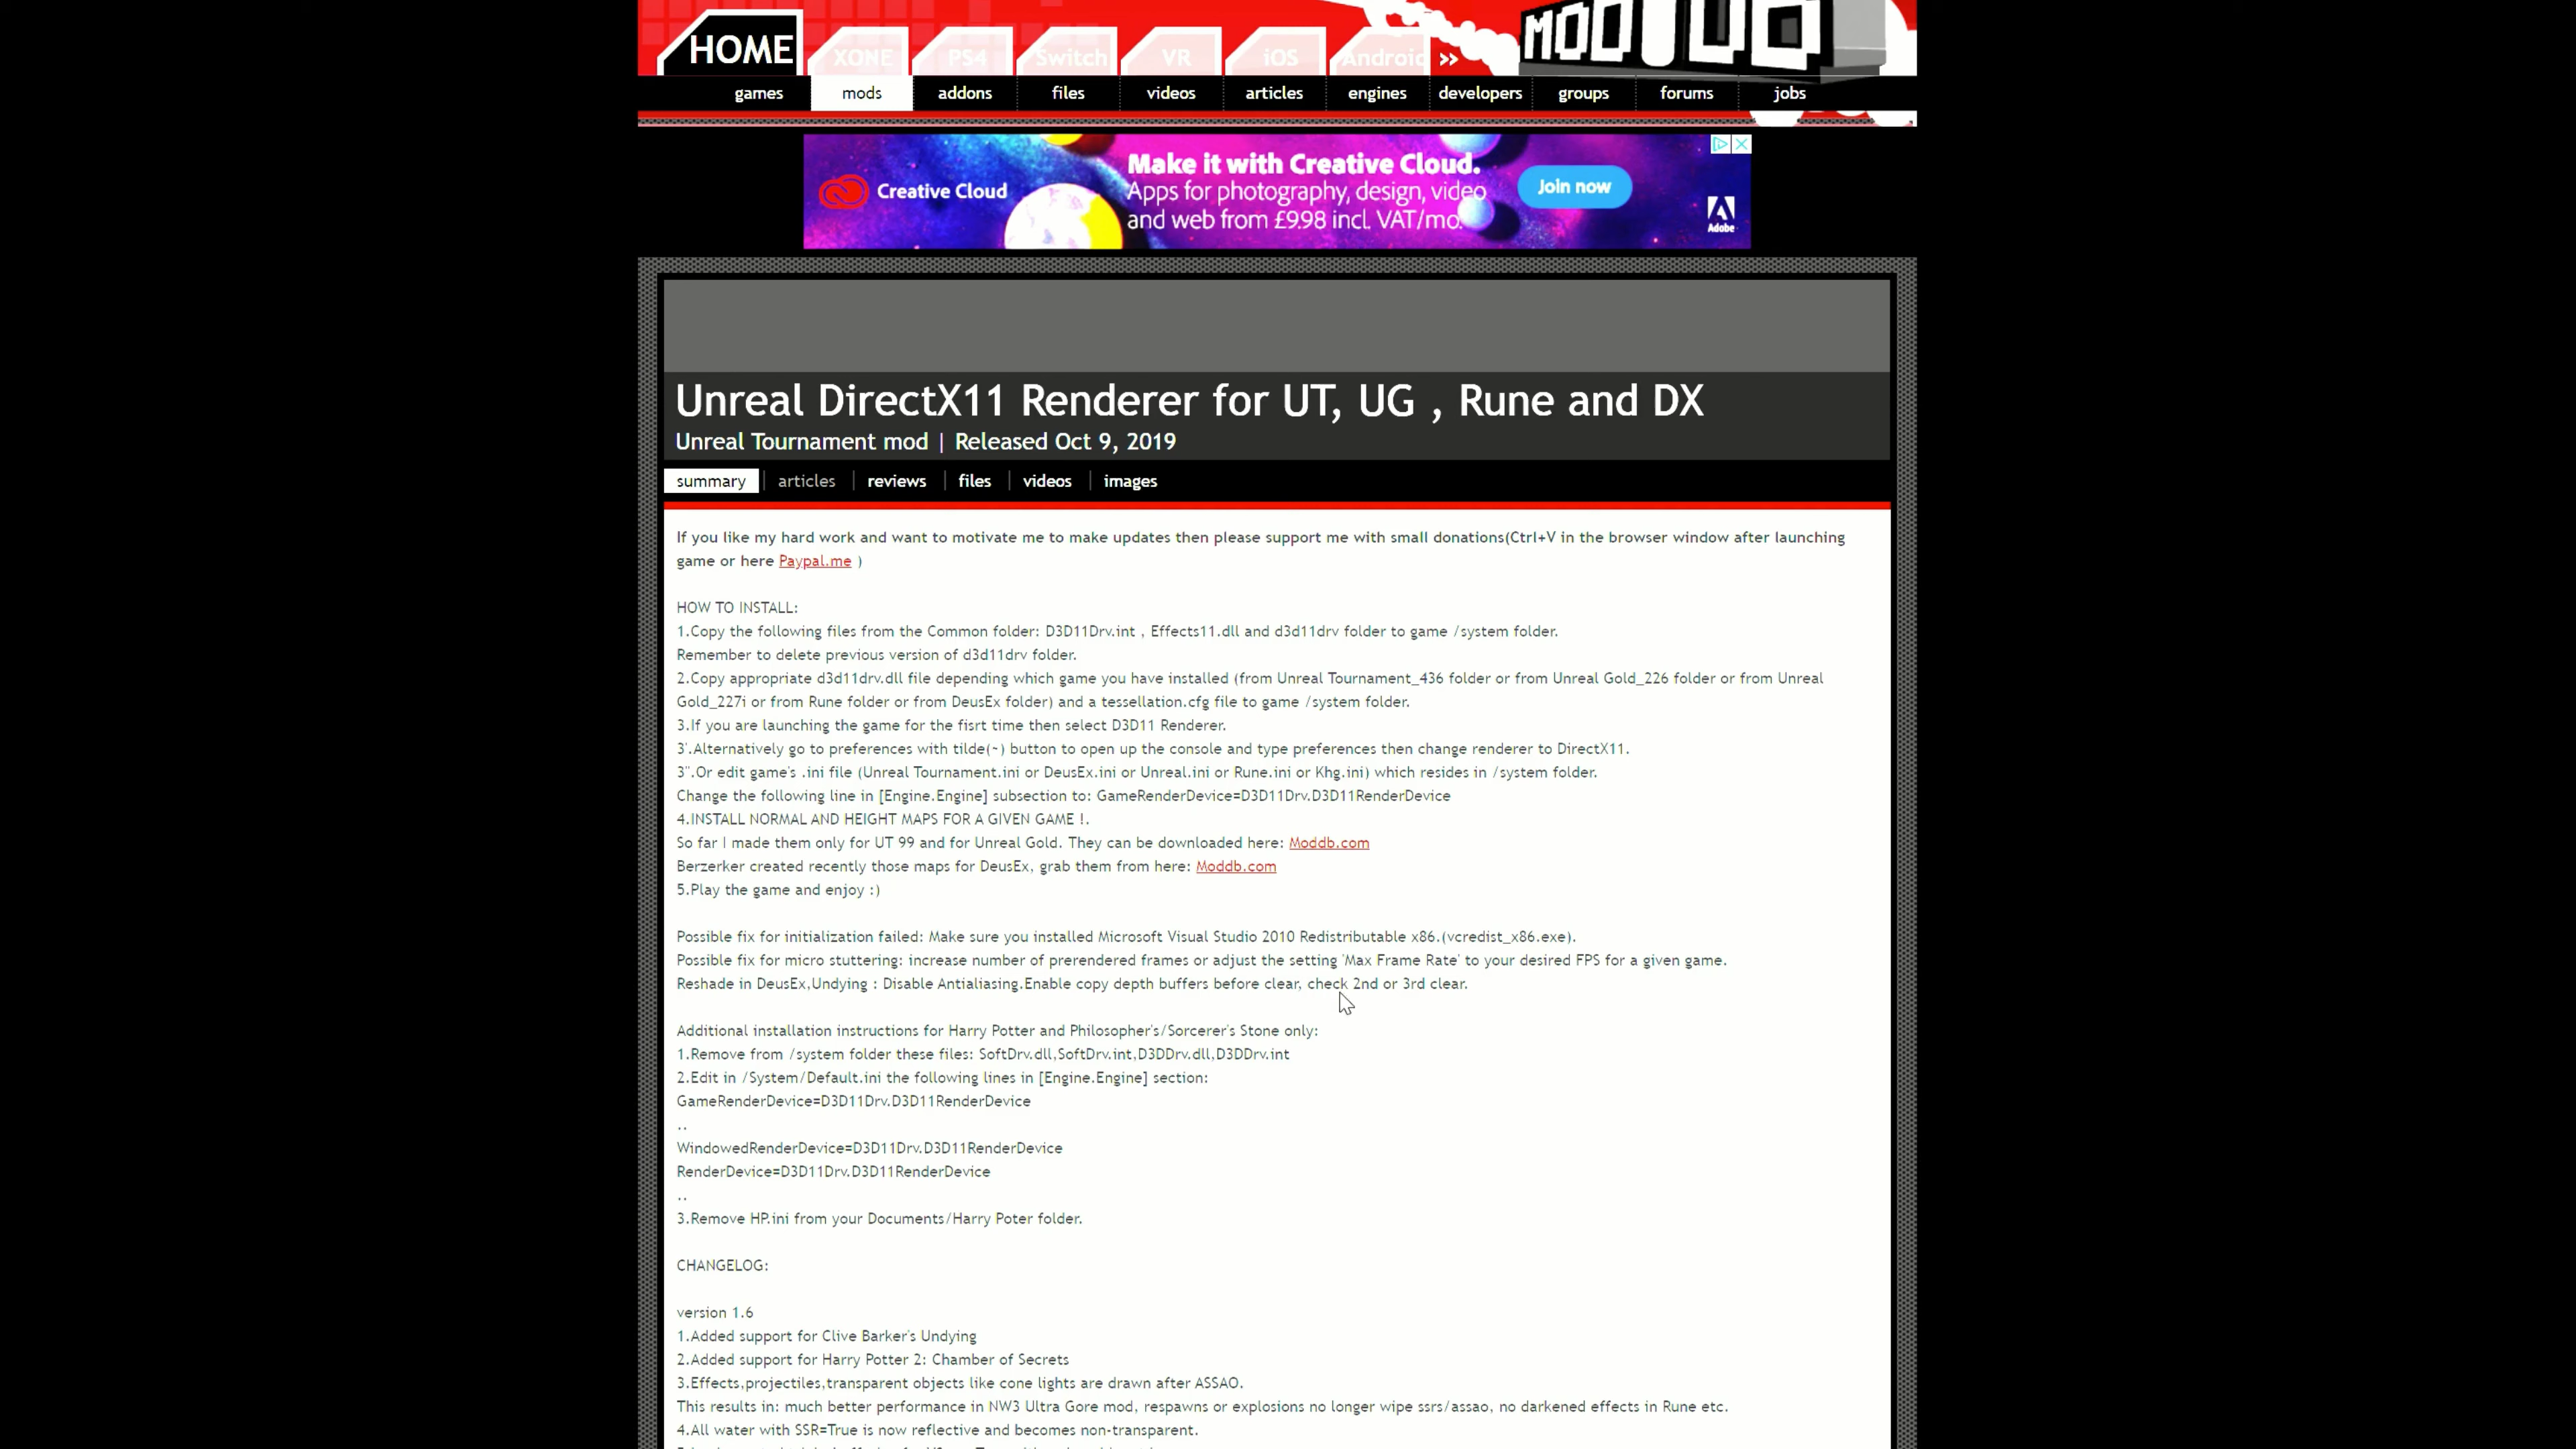 HOME XONE PS4 Switch VR iOS Android »
games mods addons files videos articles engines developers groups forums jobs
Creative Cloud
Make it with Creative Cloud.
Apps for photography, design, video
and web from £9.98 incl. VAT/mo.
Join now
Adobe
Unreal DirectX11 Renderer for UT, UG , Rune and DX
Unreal Tournament mod | Released Oct 9, 2019
summary articles reviews files videos images
If you like my hard work and want to motivate me to make updates then please support me with small donations(Ctrl+V in the browser window after launching
game or here Paypal.me )
HOW TO INSTALL:
1.Copy the following files from the Common folder: D3D11Drv.int , Effects11.dll and d3d11drv folder to game /system folder.
Remember to delete previous version of d3d11drv folder.
2.Copy appropriate d3d11drv.dll file depending which game you have installed (from Unreal Tournament_436 folder or from Unreal Gold_226 folder or from Unreal
Gold_227i or from Rune folder or from DeusEx folder) and a tessellation.cfg file to game /system folder.
3.If you are launching the game for the fisrt time then select D3D11 Renderer.
3'.Alternatively go to preferences with tilde(~) button to open up the console and type preferences then change renderer to DirectX11.
3".Or edit game's .ini file (Unreal Tournament.ini or DeusEx.ini or Unreal.ini or Rune.ini or Khg.ini) which resides in /system folder.
Change the following line in [Engine.Engine] subsection to: GameRenderDevice=D3D11Drv.D3D11RenderDevice
4.INSTALL NORMAL AND HEIGHT MAPS FOR A GIVEN GAME !.
So far I made them only for UT 99 and for Unreal Gold. They can be downloaded here: Moddb.com
Berzerker created recently those maps for DeusEx, grab them from here: Moddb.com
5.Play the game and enjoy :)
Possible fix for initialization failed: Make sure you installed Microsoft Visual Studio 2010 Redistributable x86.(vcredist_x86.exe).
Possible fix for micro stuttering: increase number of prerendered frames or adjust the setting 'Max Frame Rate' to your desired FPS for a given game.
Reshade in DeusEx,Undying : Disable Antialiasing.Enable copy depth buffers before clear, check 2nd or 3rd clear.
Additional installation instructions for Harry Potter and Philosopher's/Sorcerer's Stone only:
1.Remove from /system folder these files: SoftDrv.dll,SoftDrv.int,D3DDrv.dll,D3DDrv.int
2.Edit in /System/Default.ini the following lines in [Engine.Engine] section:
GameRenderDevice=D3D11Drv.D3D11RenderDevice
..
WindowedRenderDevice=D3D11Drv.D3D11RenderDevice
RenderDevice=D3D11Drv.D3D11RenderDevice
..
3.Remove HP.ini from your Documents/Harry Poter folder.
CHANGELOG:
version 1.6
1.Added support for Clive Barker's Undying
2.Added support for Harry Potter 2: Chamber of Secrets
3.Effects,projectiles,transparent objects like cone lights are drawn after ASSAO.
This results in: much better performance in NW3 Ultra Gore mod, respawns or explosions no longer wipe ssrs/assao, no darkened effects in Rune etc.
4.All water with SSR=True is now reflective and becomes non-transparent.